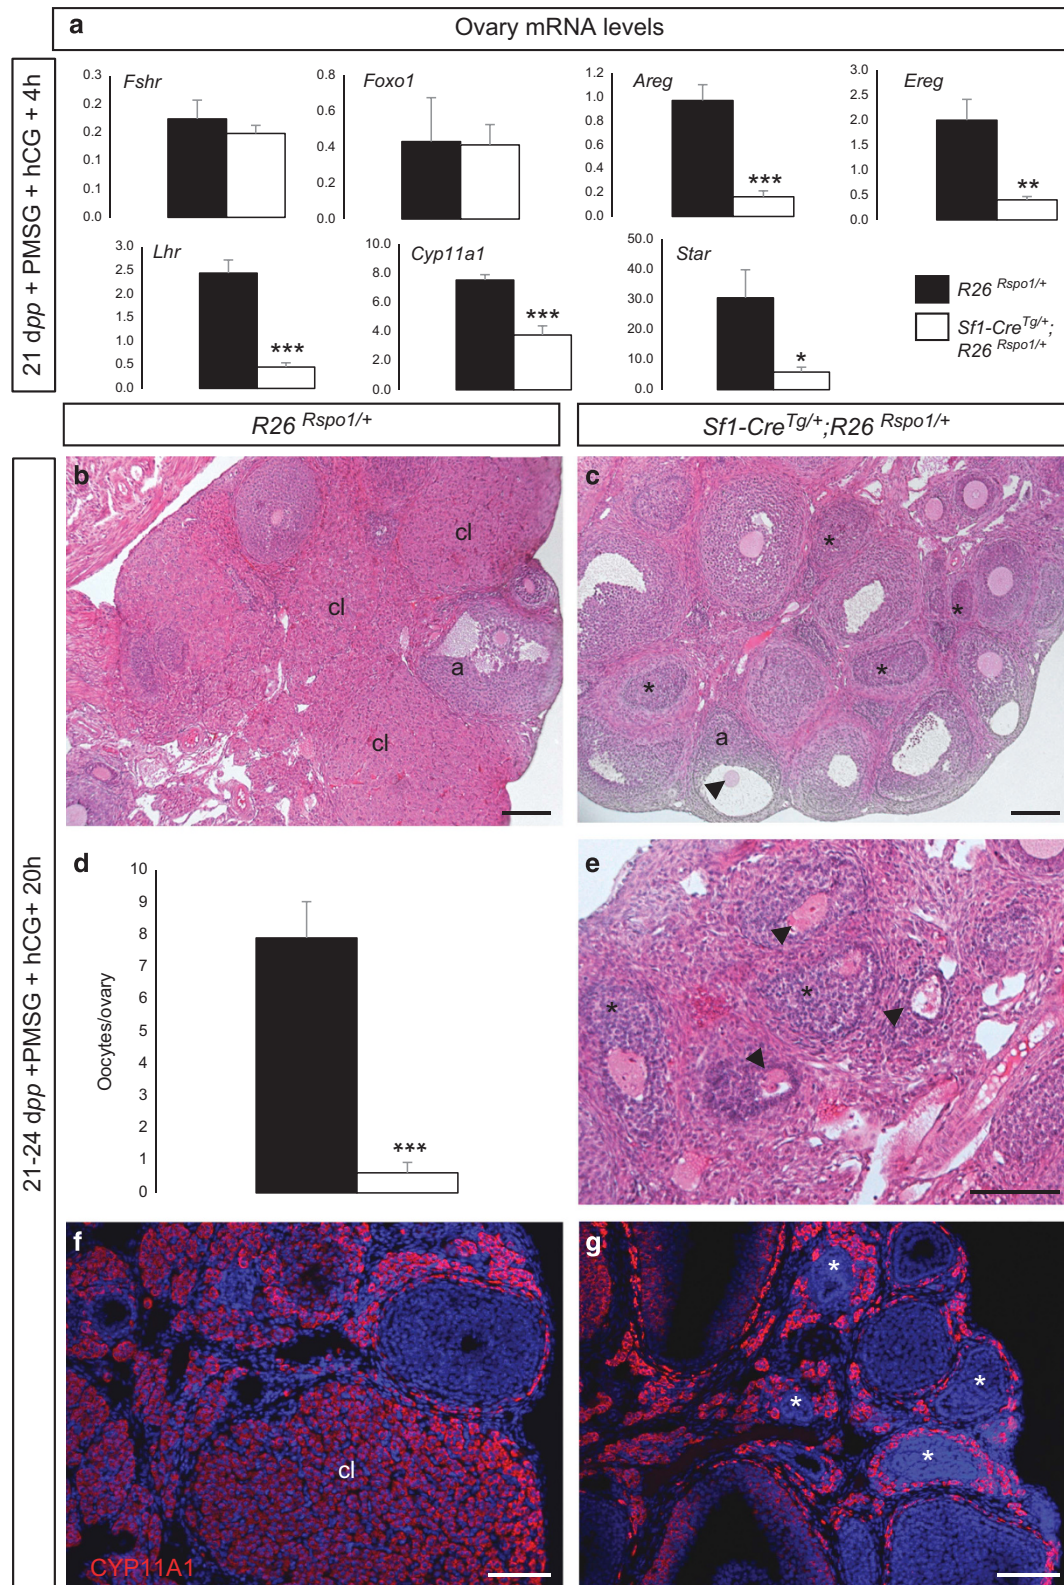 a
Ovary mRNA levels
21 dpp + PMSG + hCG + 4h
Fshr
0.3
0.2
0.2
0.1
0.1
0.0
Foxo1
0.8
0.6
0.4
0.2
0.0
Areg
1.2
1.0
0.8
0.6
0.4
0.2
0.0
***
Ereg
3.0
2.5
2.0
1.5
1.0
0.5
0.0
**
Lhr
3.0
2.5
2.0
1.5
1.0
0.5
0.0
***
Cyp11a1
10.0
8.0
6.0
4.0
2.0
0.0
***
Star
50.0
40.0
30.0
20.0
10.0
0.0
*
R26 Rspo1/+
Sf1-Cre Tg/+;
R26 Rspo1/+
R26 Rspo1/+
Sf1-Cre Tg/+;R26 Rspo1/+
21-24 dpp +PMSG + hCG+ 20h
b
cl
cl
a
cl
c
*
*
*
*
a
d
Oocytes/ovary
10
9
8
7
6
5
4
3
2
1
0
***
e
*
*
f
cl
CYP11A1
g
*
*
*
*